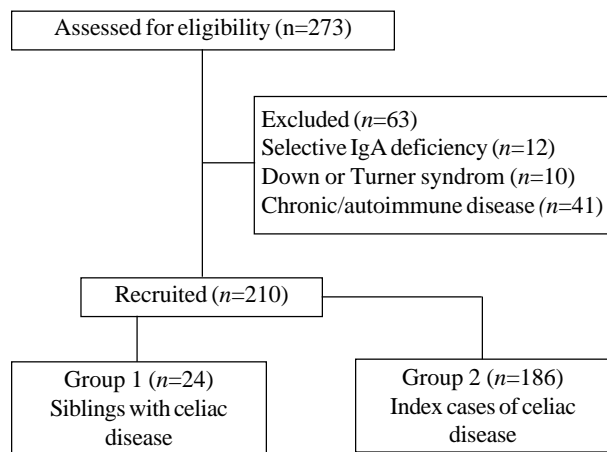 Assessed for eligibility (n=273)
Excluded (n=63)
Selective IgA deficiency (n=12)
Down or Turner syndrom (n=10)
Chronic/autoimmune disease (n=41)
Recruited (n=210)
Group 1 (n=24)
Siblings with celiac
disease
Group 2 (n=186)
Index cases of celiac
disease